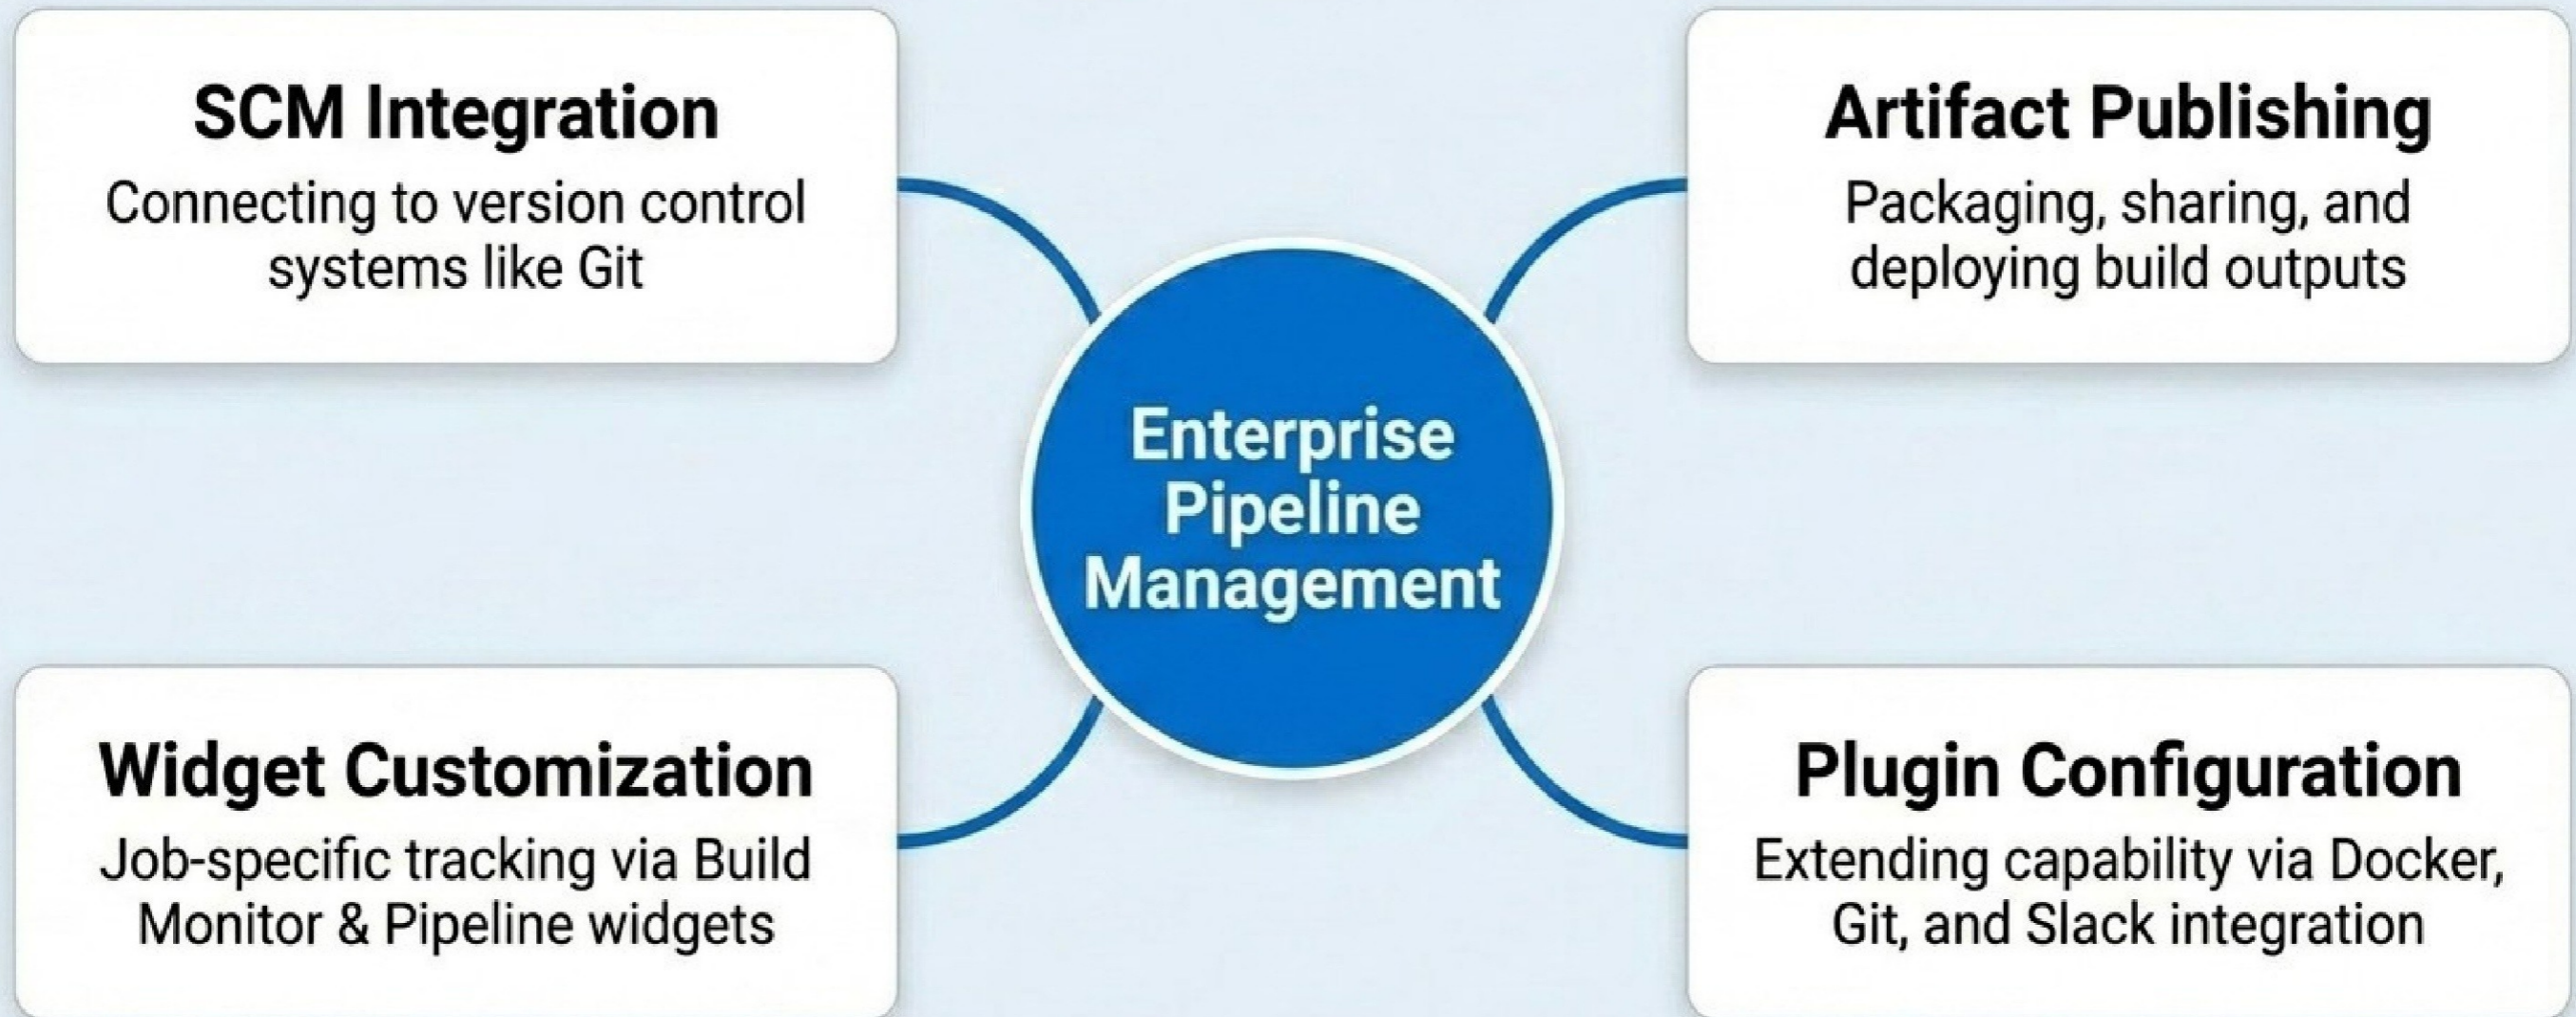 SCM Integration
Connecting to version control
systems like Git
Artifact Publishing
Packaging, sharing, and
deploying build outputs
Enterprise
Pipeline
Management
Widget Customization
Job-specific tracking via Build
Monitor & Pipeline widgets
Plugin Configuration
Extending capability via Docker,
Git, and Slack integration